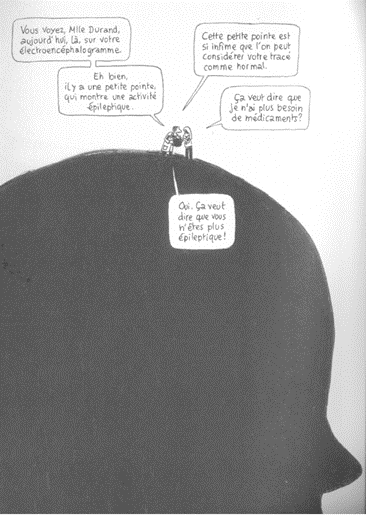 Vous voyez, Mlle Durand,
aujourd'hui, là, sur votre
électroencéphalogramme.
Eh bien,
il y a une petite pointe,
qui montre une activité
épileptique.
Cette petite pointe est
si infime que l'on peut
considérer votre tracé
comme normal.
Ça veut dire que
je n'ai plus besoin
de médicaments?
Oui. Ça veut
dire que vous
n'êtes plus
épileptique!